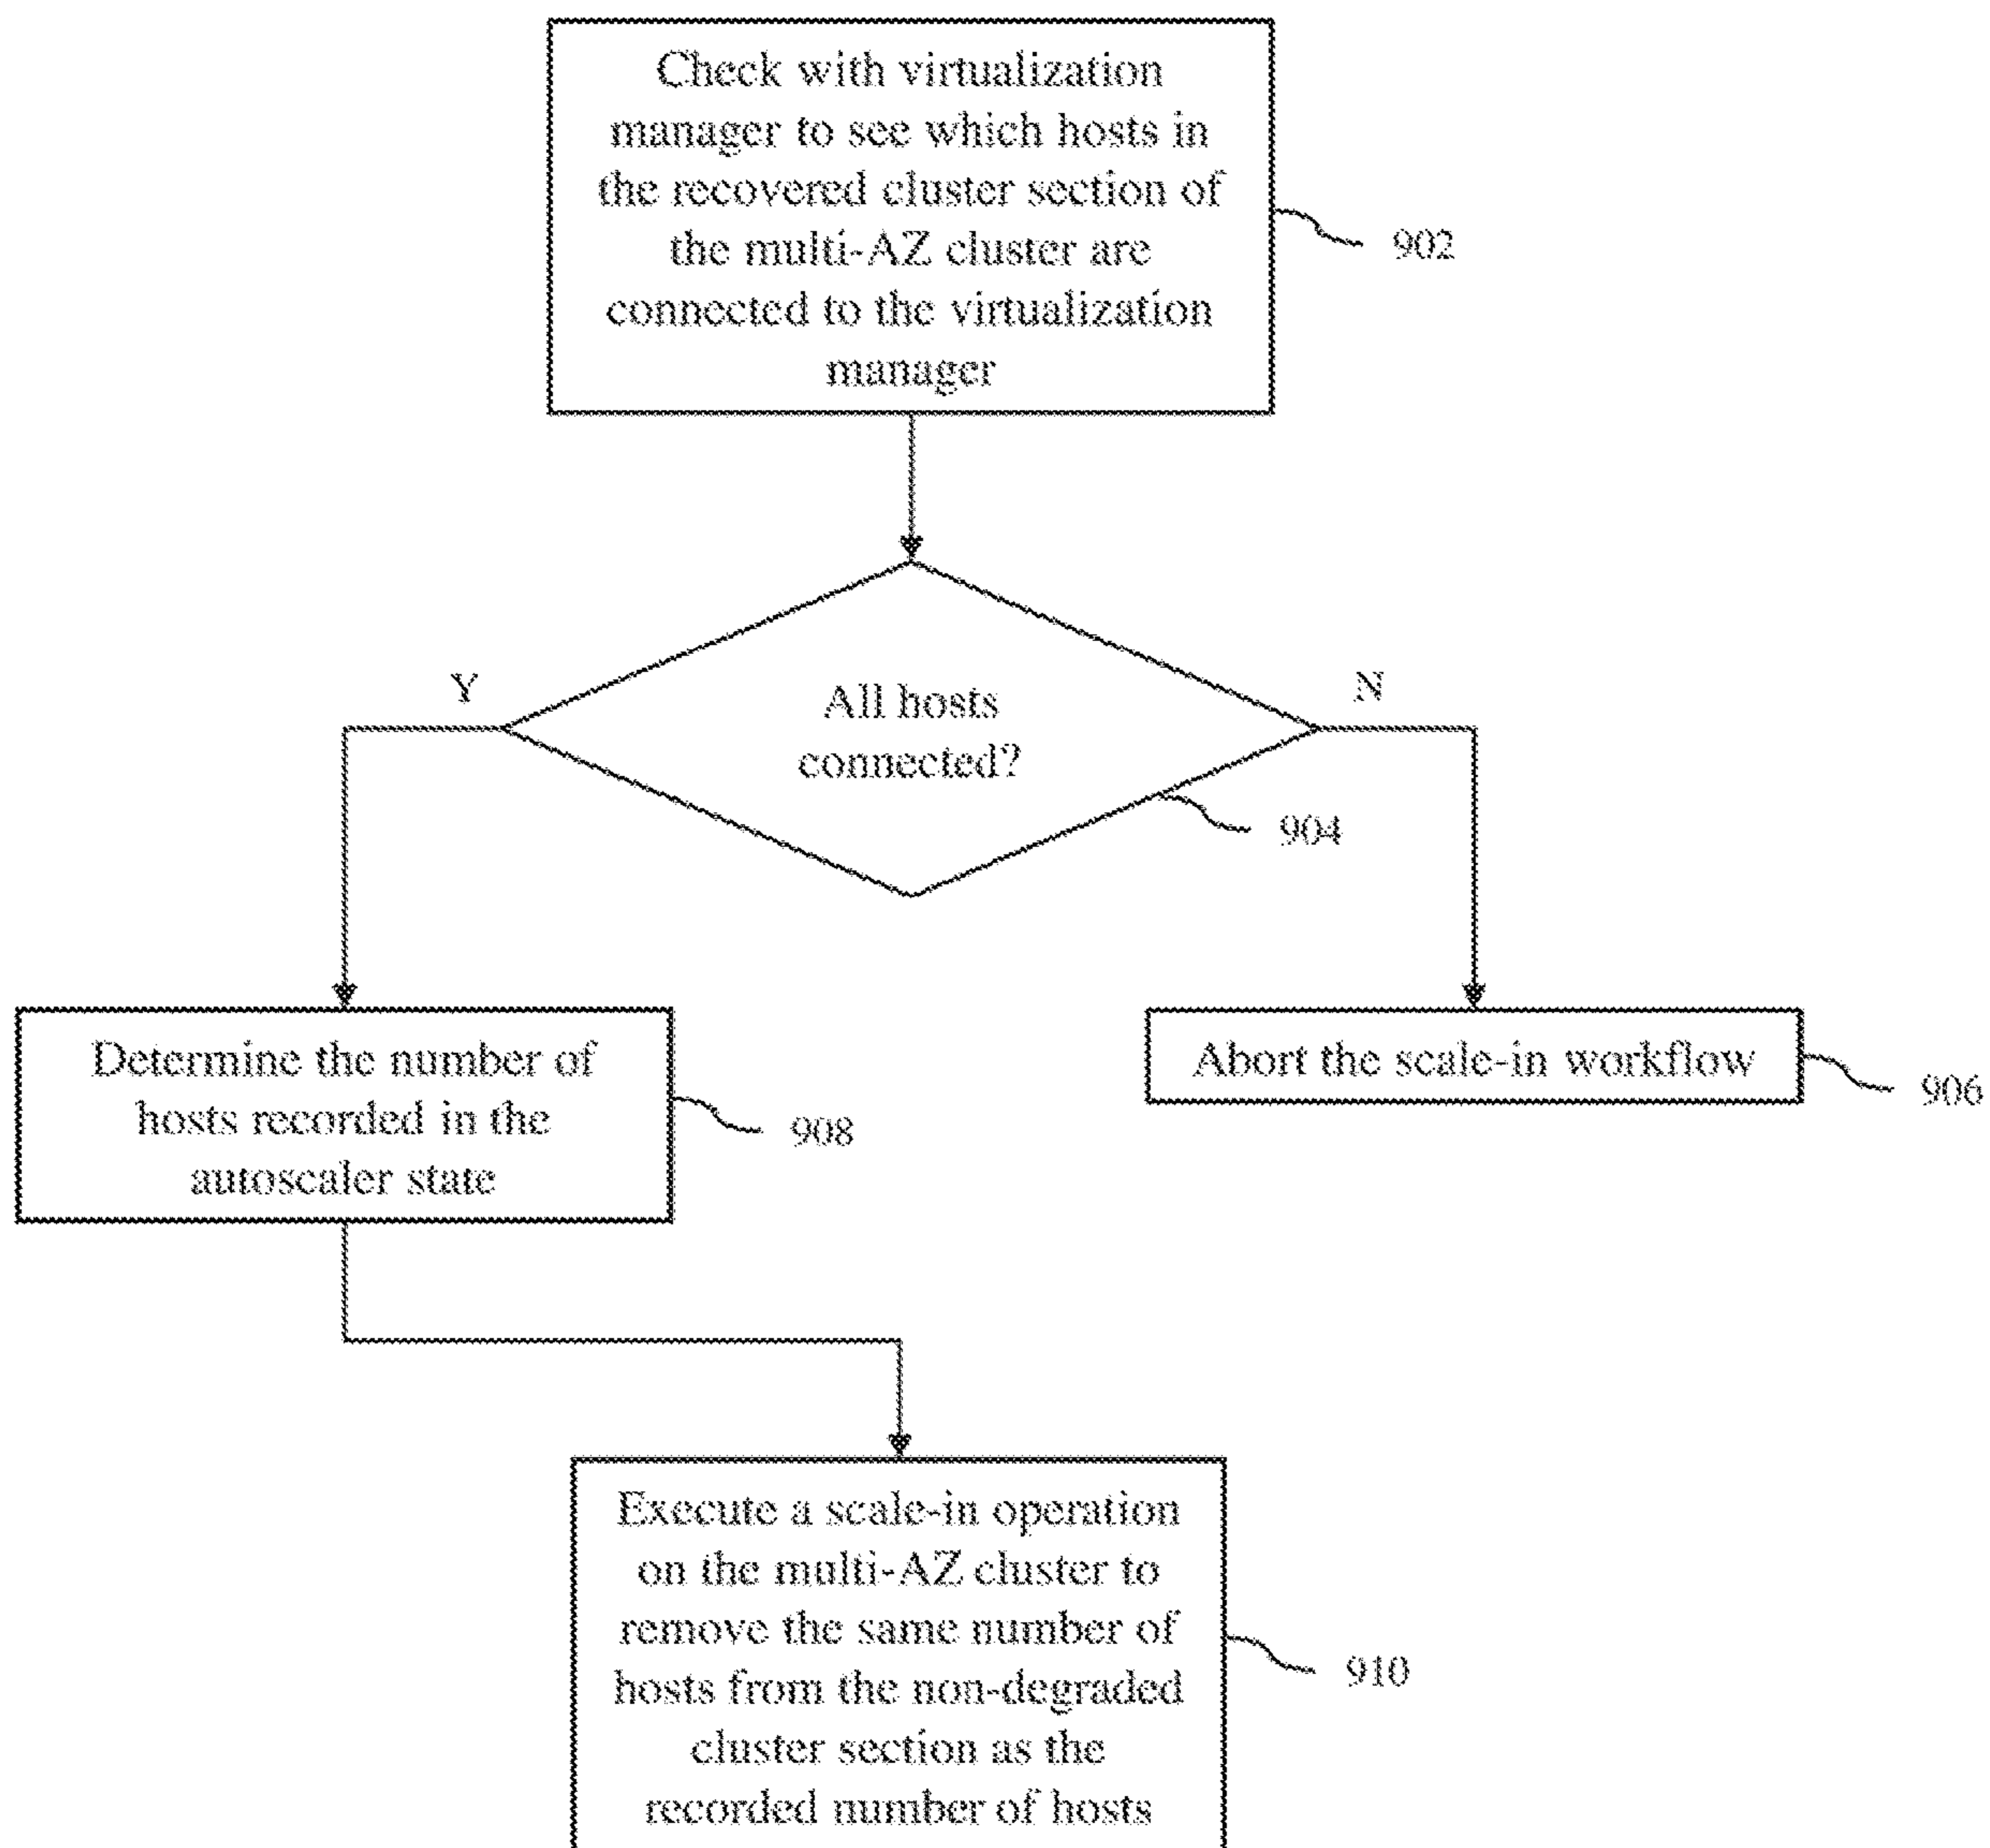 Check with virtualization
manager to see which hosts in
the recovered cluster section of
the multi-AZ cluster are
connected to the virtualization
manager
902
Y
N
All hosts
connected?
904
Determine the number of
hosts recorded in the
autoscaler state
908
Abort the scale-in workflow
906
Execute a scale-in operation
on the multi-AZ cluster to
remove the same number of
hosts from the non-degraded
cluster section as the
recorded number of hosts
910